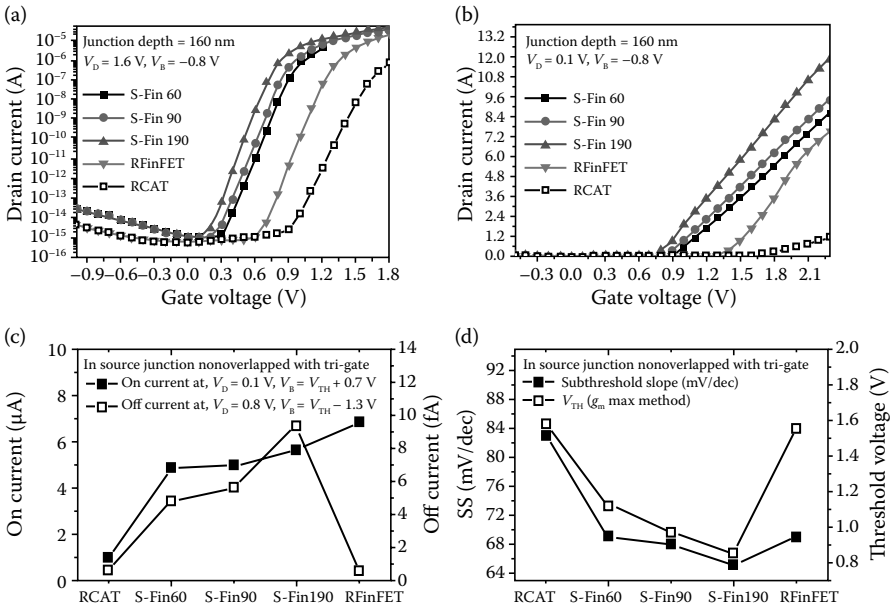 (a)
Drain current (A)
10⁻⁵
10⁻⁶
10⁻⁷
10⁻⁸
10⁻⁹
10⁻¹⁰
10⁻¹¹
10⁻¹²
10⁻¹³
10⁻¹⁴
10⁻¹⁵
10⁻¹⁶
Junction depth = 160 nm
V_D = 1.6 V, V_B = −0.8 V
S-Fin 60
S-Fin 90
S-Fin 190
RFinFET
RCAT
−0.9 −0.6 −0.3 0.0 0.3 0.6 0.9 1.2 1.5 1.8
Gate voltage (V)
(b)
Drain current (A)
13.2
12.0
10.8
9.6
8.4
7.2
6.0
4.8
3.6
2.4
1.2
0.0
Junction depth = 160 nm
V_D = 0.1 V, V_B = −0.8 V
S-Fin 60
S-Fin 90
S-Fin 190
RFinFET
RCAT
−0.3 0.0 0.3 0.6 0.9 1.2 1.5 1.8 2.1
Gate voltage (V)
(c)
On current (μA)
10
8
6
4
2
0
In source junction nonoverlapped with tri-gate
On current at, V_D = 0.1 V, V_B = V_TH + 0.7 V
Off current at, V_D = 0.8 V, V_B = V_TH − 1.3 V
14
12
10
8
6
4
2
0
Off current (fA)
RCAT S-Fin60 S-Fin90 S-Fin190 RFinFET
(d)
SS (mV/dec)
92
88
84
80
76
72
68
64
In source junction nonoverlapped with tri-gate
Subthreshold slope (mV/dec)
V_TH (g_m max method)
2.0
1.8
1.6
1.4
1.2
1.0
0.8
Threshold voltage (V)
RCAT S-Fin60 S-Fin90 S-Fin190 RFinFET